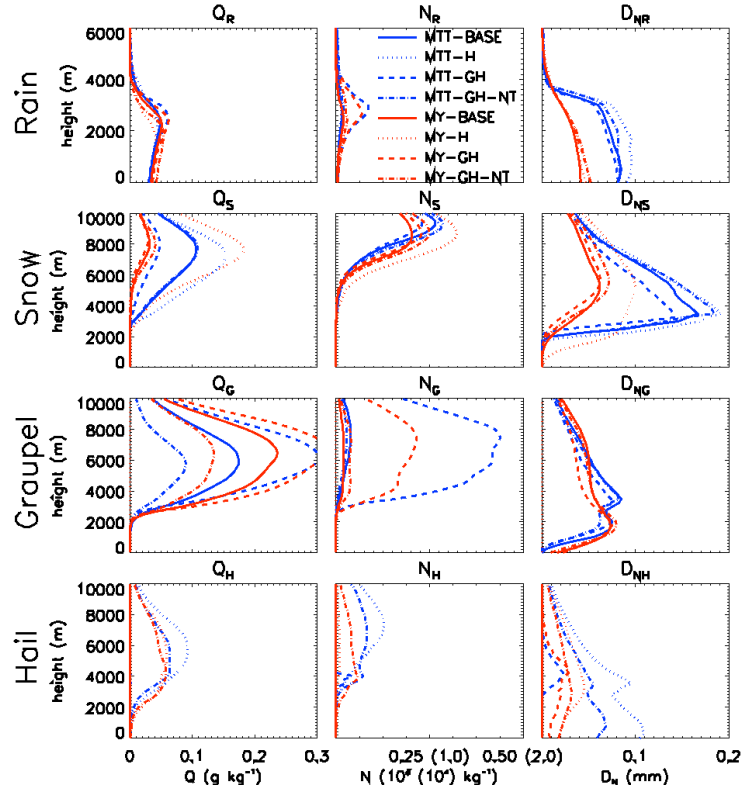 Q_R N_R D_NR
Rain
height (m)
6000
4000
2000
0
MTT-BASE
MTT-H
MTT-GH
MTT-GH-NT
MY-BASE
MY-H
MY-GH
MY-GH-NT
Q_S N_S D_NS
Snow
height (m)
10000
8000
6000
4000
2000
0
Q_G N_G D_NG
Graupel
height (m)
10000
8000
6000
4000
2000
0
Q_H N_H D_NH
Hail
height (m)
10000
8000
6000
4000
2000
0
0 0.1 0.2 0.3 0.25 (1.0) 0.50 (2.0) 0.1 0.2
Q (g kg⁻¹) kg⁻¹) D_N (mm)